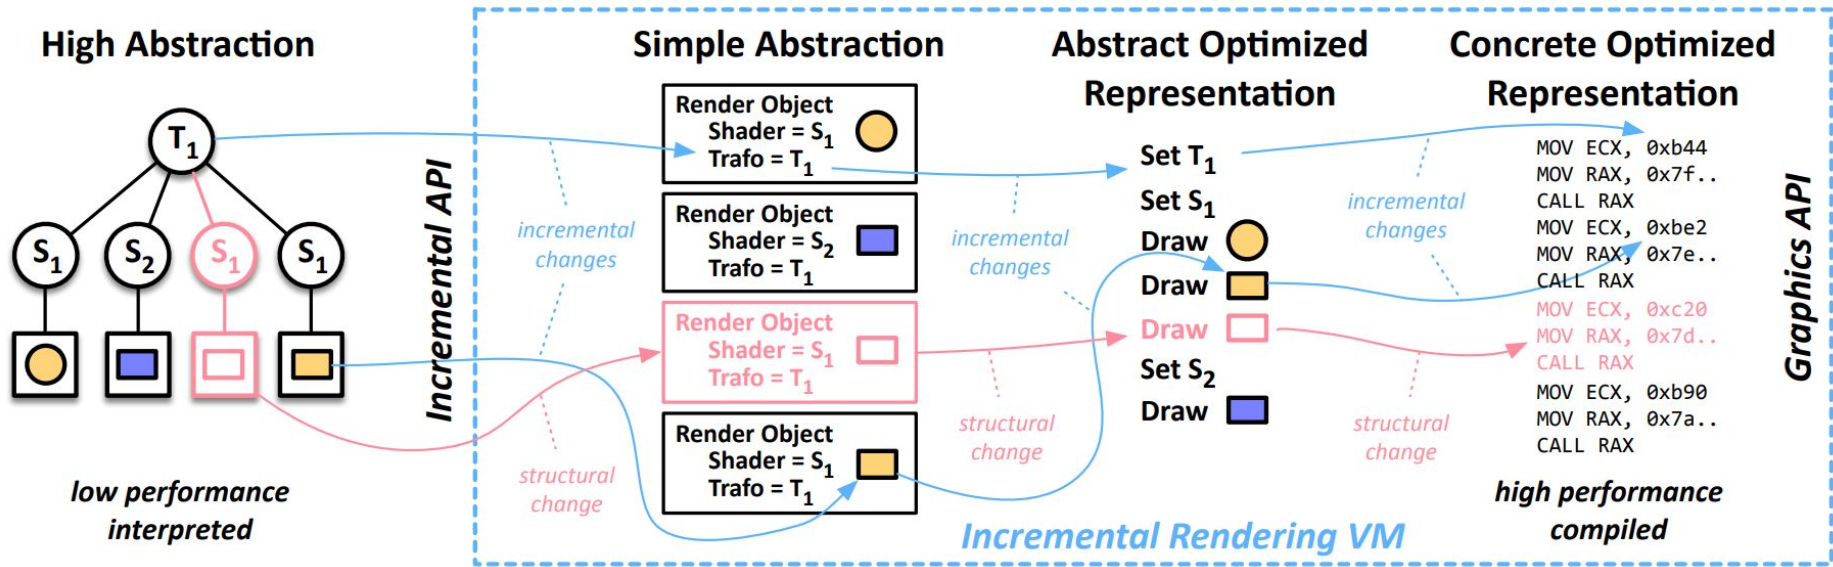 High Abstraction
T1
S1
S2
S1
S1
low performance
interpreted
Incremental API
incremental
changes
structural
change
Simple Abstraction
Render Object
Shader = S1
Trafo = T1
Render Object
Shader = S2
Trafo = T1
Render Object
Shader = S1
Trafo = T1
Render Object
Shader = S1
Trafo = T1
incremental
changes
structural
change
Abstract Optimized
Representation
Set T1
Set S1
Draw
Draw
Draw
Set S2
Draw
incremental
changes
structural
change
Concrete Optimized
Representation
MOV ECX, 0xb44
MOV RAX, 0x7f..
CALL RAX
MOV ECX, 0xbe2
MOV RAX, 0x7e..
CALL RAX
MOV ECX, 0xc20
MOV RAX, 0x7d..
CALL RAX
MOV ECX, 0xb90
MOV RAX, 0x7a..
CALL RAX
high performance
compiled
Graphics API
Incremental Rendering VM